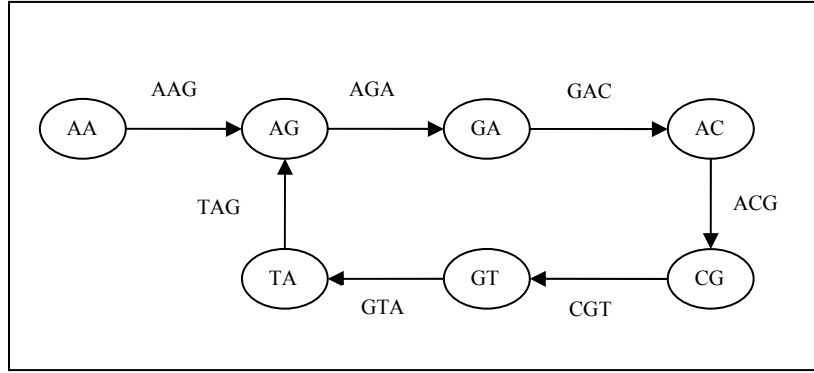 AAG AGA GAC
AA AG GA AC
TAG ACG
TA GT CG
GTA CGT